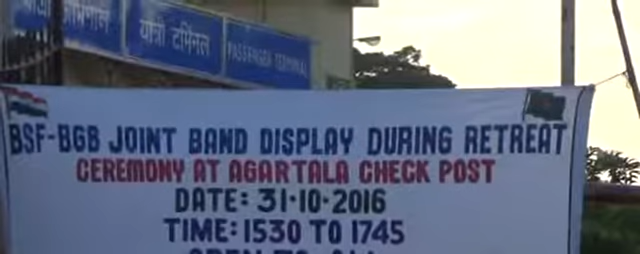 यात्री टर्मिनल
PASSENGER TERMINAL
BSF-BGB JOINT BAND DISPLAY DURING RETREAT
CEREMONY AT AGARTALA CHECK POST
DATE: 31-10-2016
TIME: 1530 TO 1745